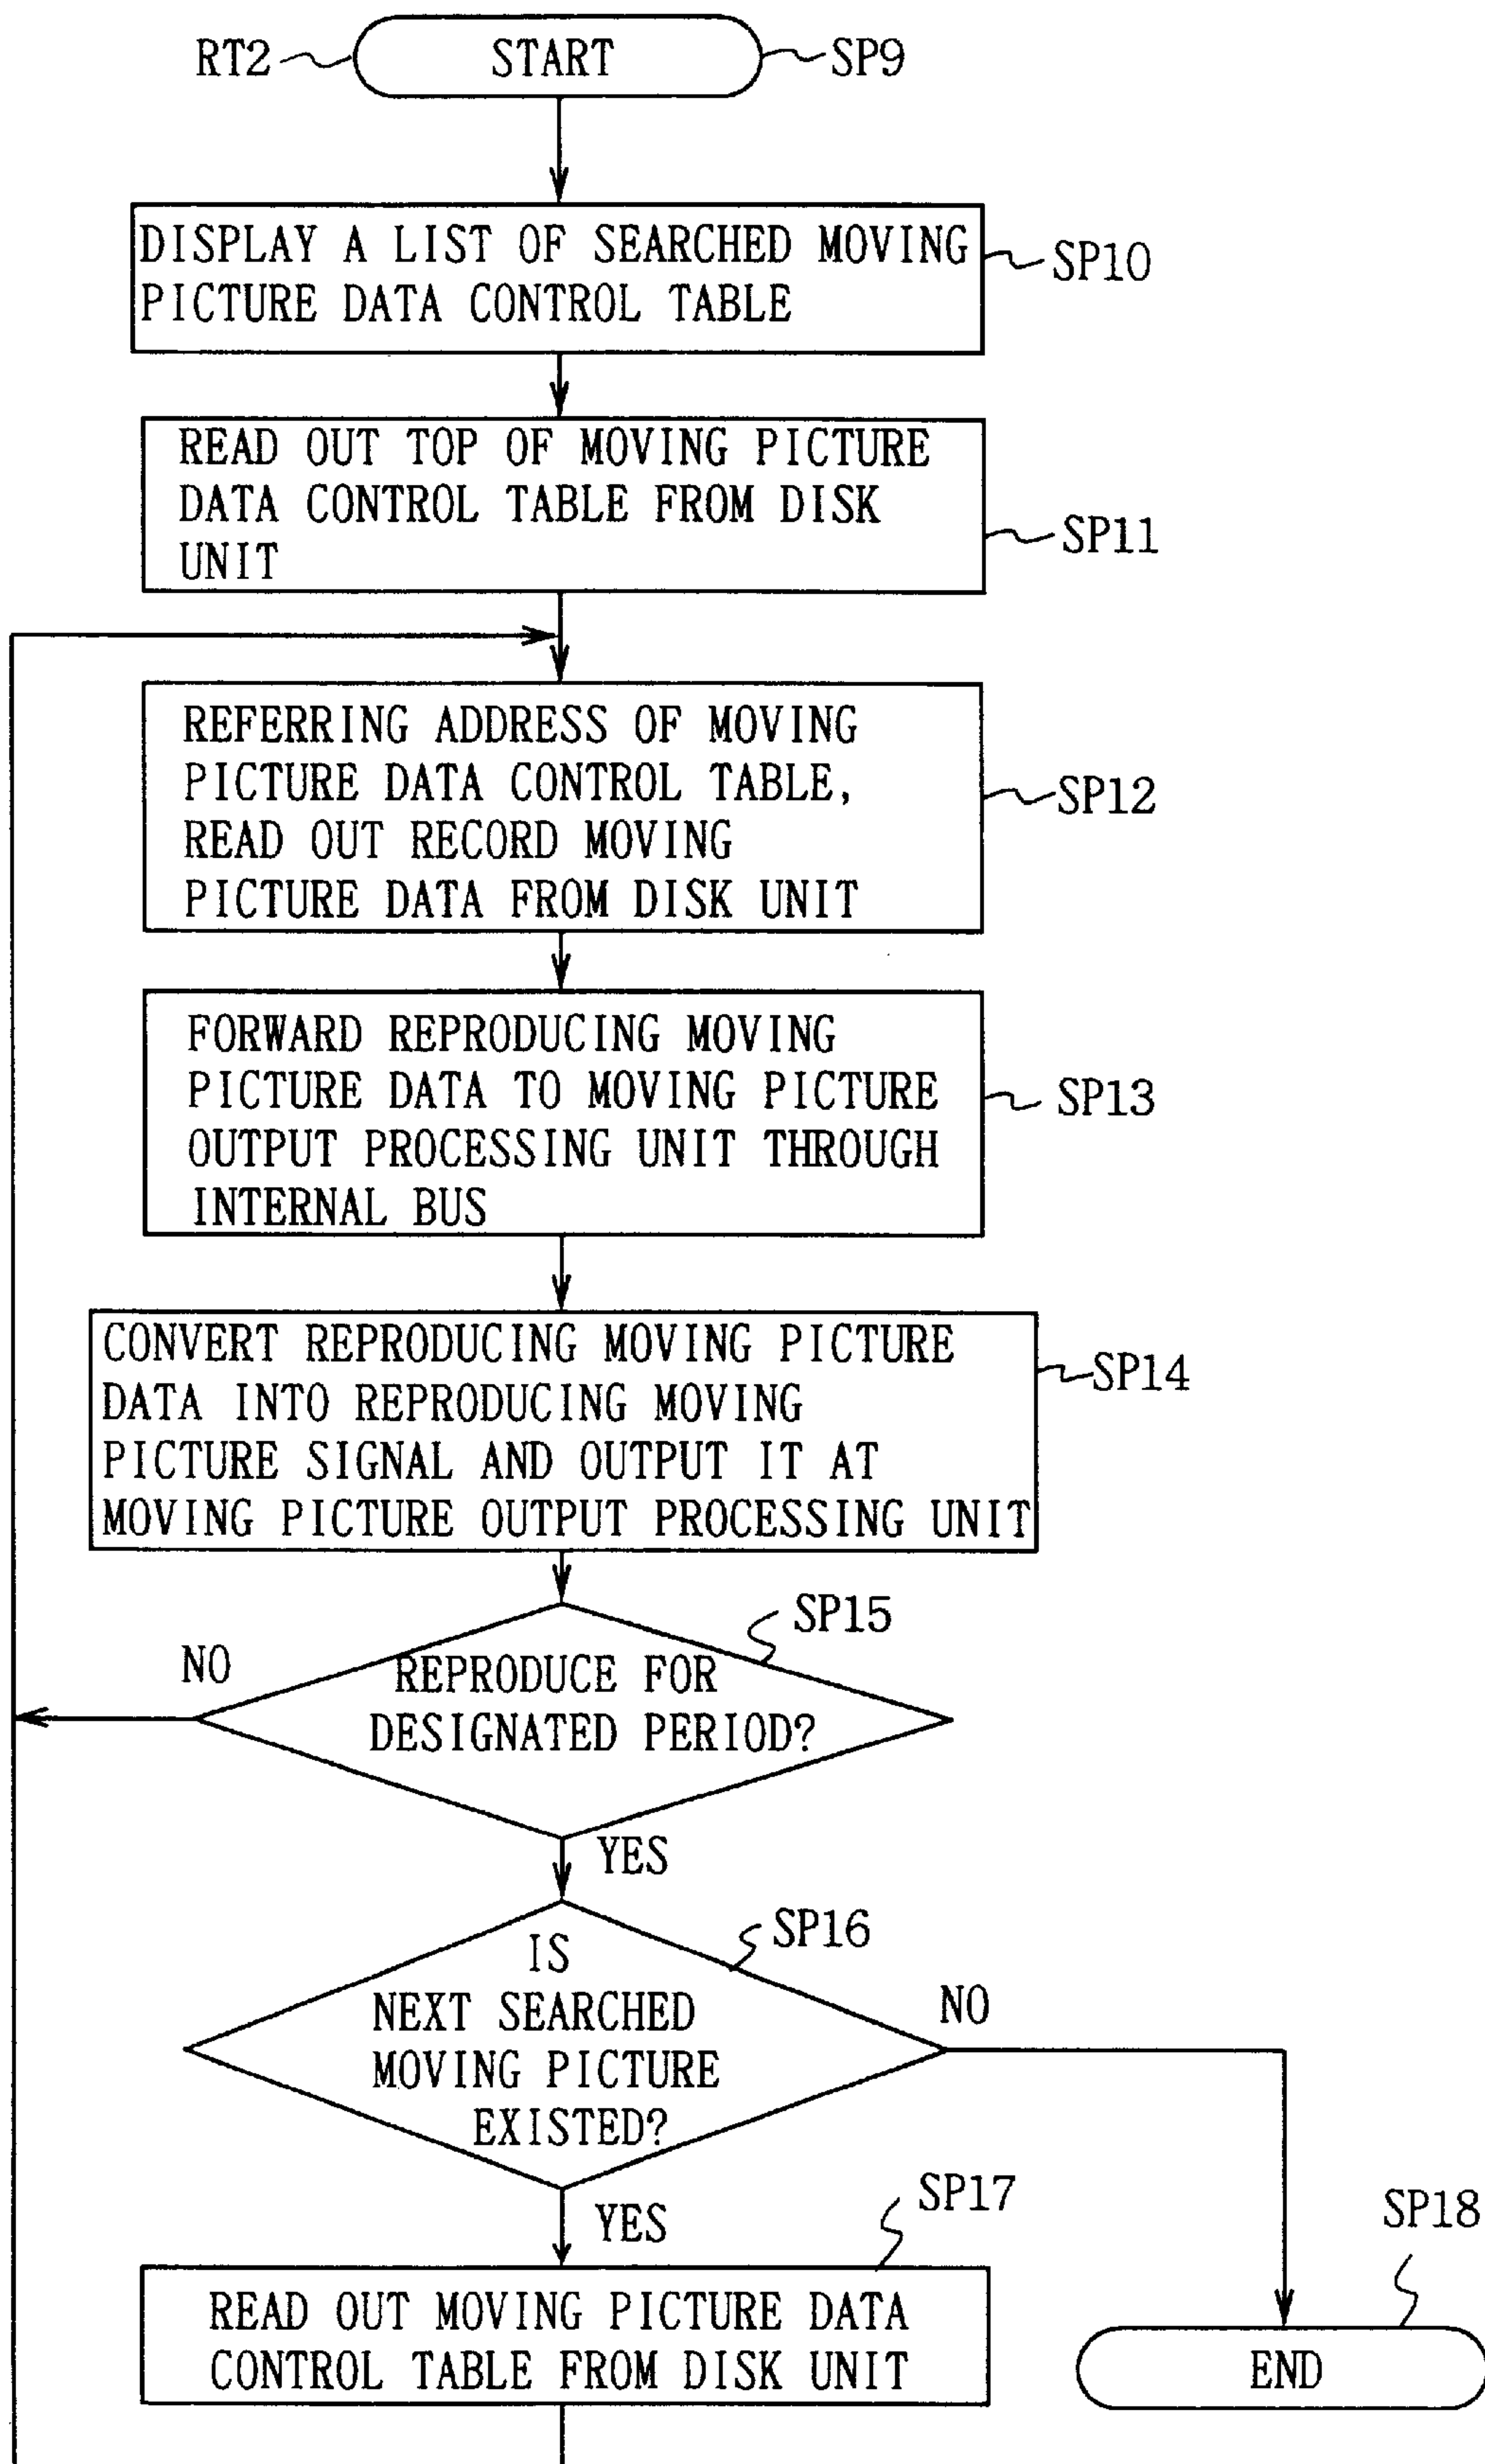 RT2
START
SP9
DISPLAY A LIST OF SEARCHED MOVING
PICTURE DATA CONTROL TABLE
SP10
READ OUT TOP OF MOVING PICTURE
DATA CONTROL TABLE FROM DISK
UNIT
SP11
REFERRING ADDRESS OF MOVING
PICTURE DATA CONTROL TABLE,
READ OUT RECORD MOVING
PICTURE DATA FROM DISK UNIT
SP12
FORWARD REPRODUCING MOVING
PICTURE DATA TO MOVING PICTURE
OUTPUT PROCESSING UNIT THROUGH
INTERNAL BUS
SP13
CONVERT REPRODUCING MOVING PICTURE
DATA INTO REPRODUCING MOVING
PICTURE SIGNAL AND OUTPUT IT AT
MOVING PICTURE OUTPUT PROCESSING UNIT
SP14
SP15
NO
REPRODUCE FOR
DESIGNATED PERIOD?
YES
SP16
IS
NEXT SEARCHED
MOVING PICTURE
EXISTED?
NO
YES
SP17
READ OUT MOVING PICTURE DATA
CONTROL TABLE FROM DISK UNIT
SP18
END